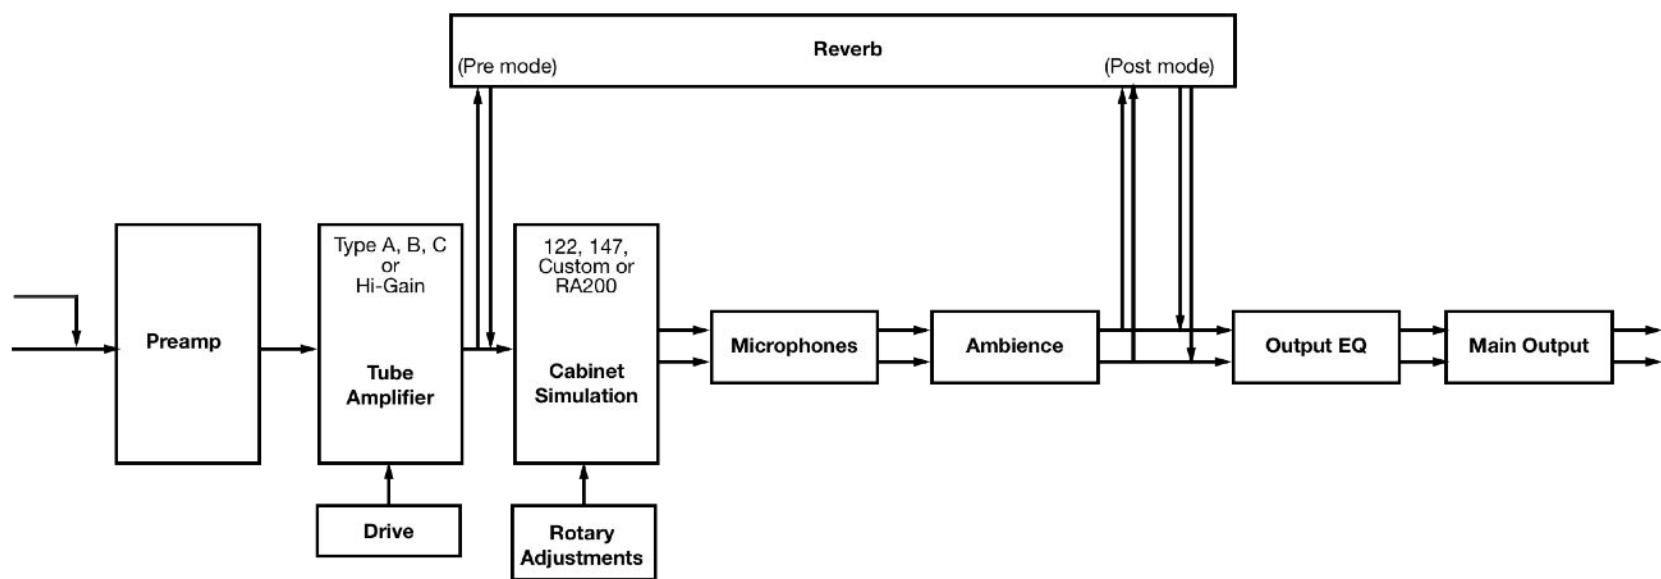 Reverb
(Pre mode)
(Post mode)
Preamp
Type A, B, C
or
Hi-Gain
Tube
Amplifier
122, 147,
Custom or
RA200
Cabinet
Simulation
Microphones
Ambience
Output EQ
Main Output
Drive
Rotary
Adjustments